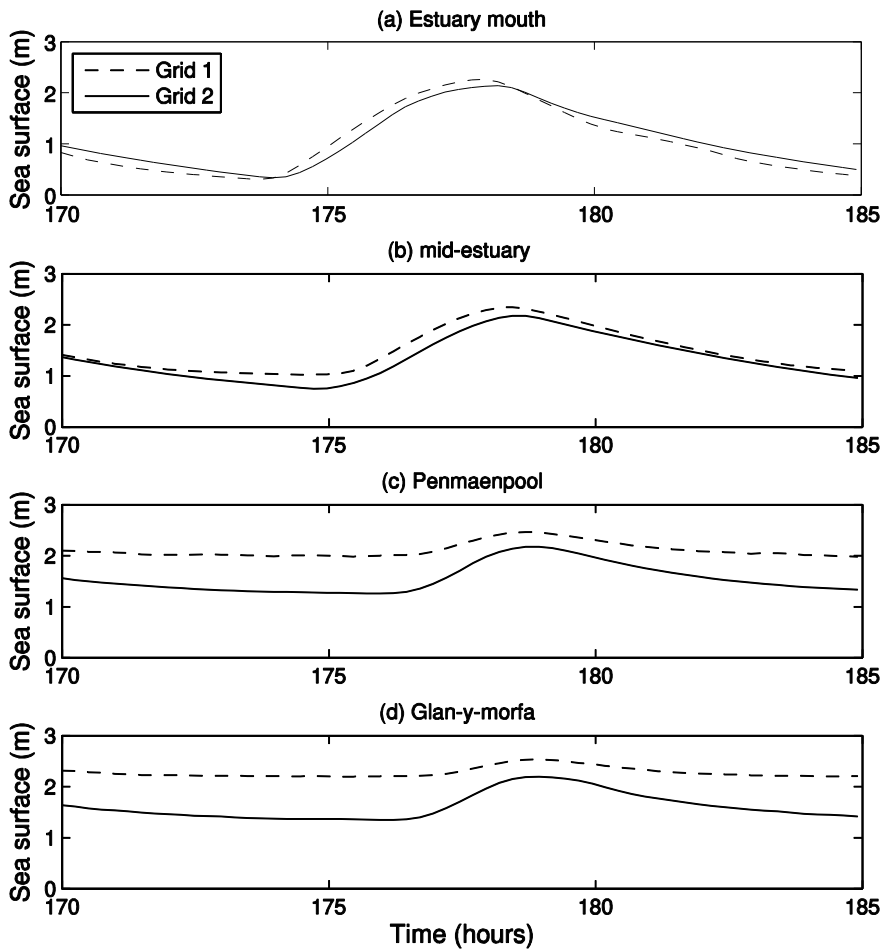 (a) Estuary mouth
Sea surface (m)
3
2
1
0
Grid 1
Grid 2
170
175
180
185
(b) mid-estuary
Sea surface (m)
3
2
1
0
170
175
180
185
(c) Penmaenpool
Sea surface (m)
3
2
1
0
170
175
180
185
(d) Glan-y-morfa
Sea surface (m)
3
2
1
0
170
175
180
185
Time (hours)